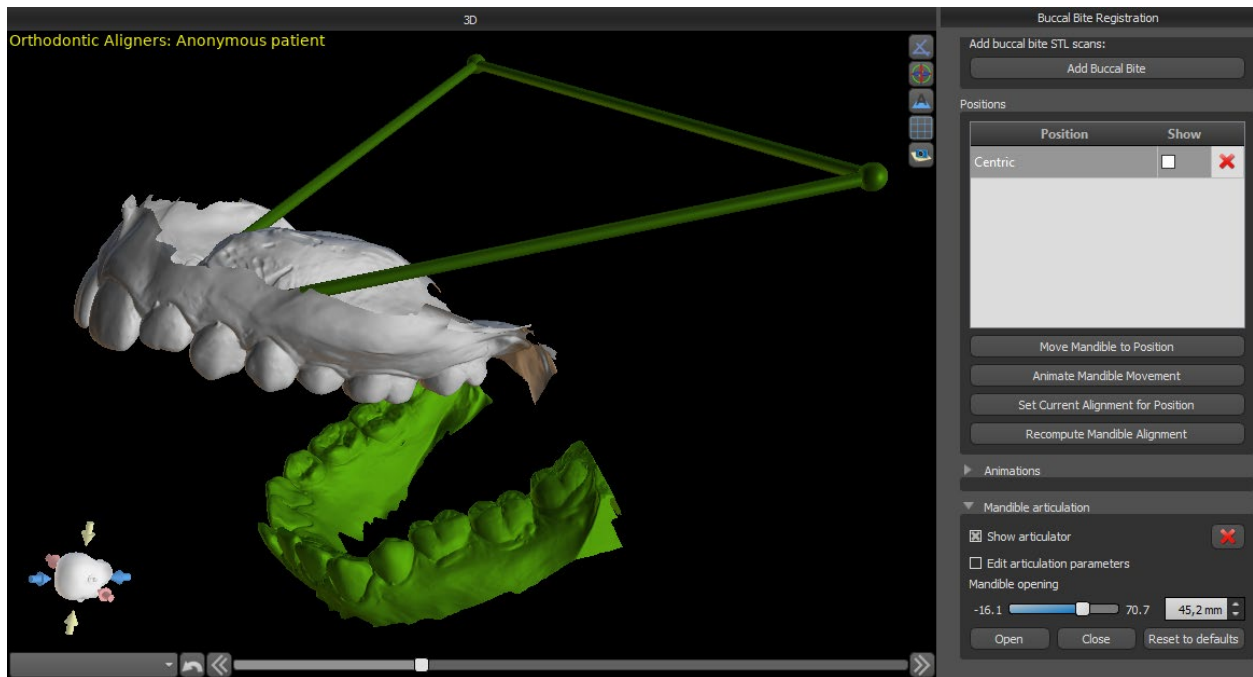 3D
Orthodontic Aligners: Anonymous patient
Buccal Bite Registration
Add buccal bite STL scans:
Add Buccal Bite
Positions
Position Show
Centric
Move Mandible to Position
Animate Mandible Movement
Set Current Alignment for Position
Recompute Mandible Alignment
Animations
Mandible articulation
Show articulator
Edit articulation parameters
Mandible opening
-16.1 70.7 45,2 mm
Open Close Reset to defaults